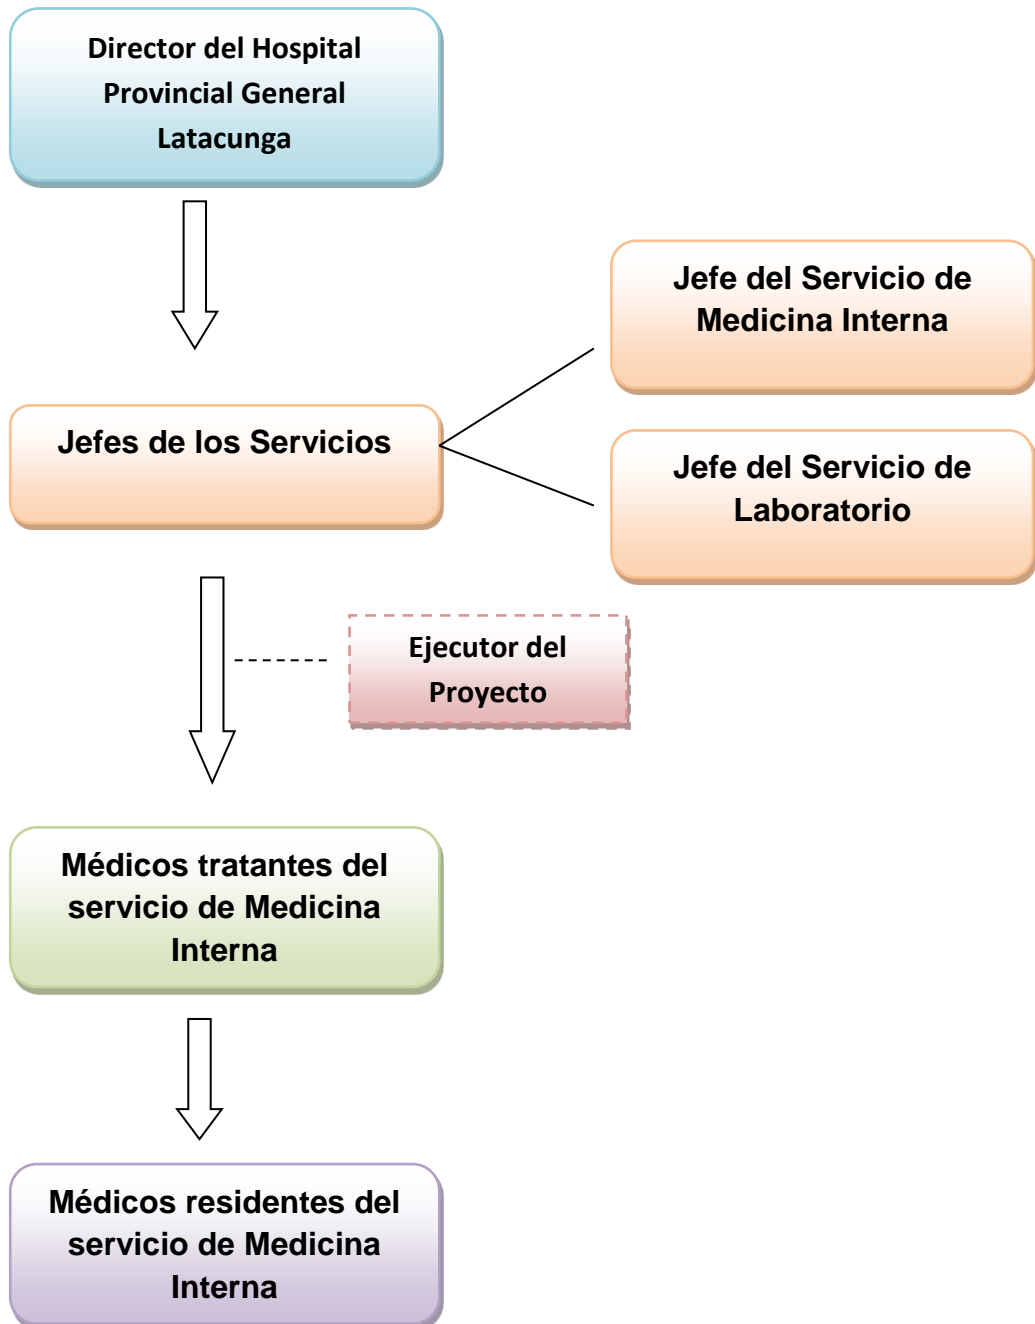 Director del Hospital
Provincial General
Latacunga
Jefe del Servicio de
Medicina Interna
Jefes de los Servicios
Jefe del Servicio de
Laboratorio
Ejecutor del
Proyecto
Médicos tratantes del
servicio de Medicina
Interna
Médicos residentes del
servicio de Medicina
Interna